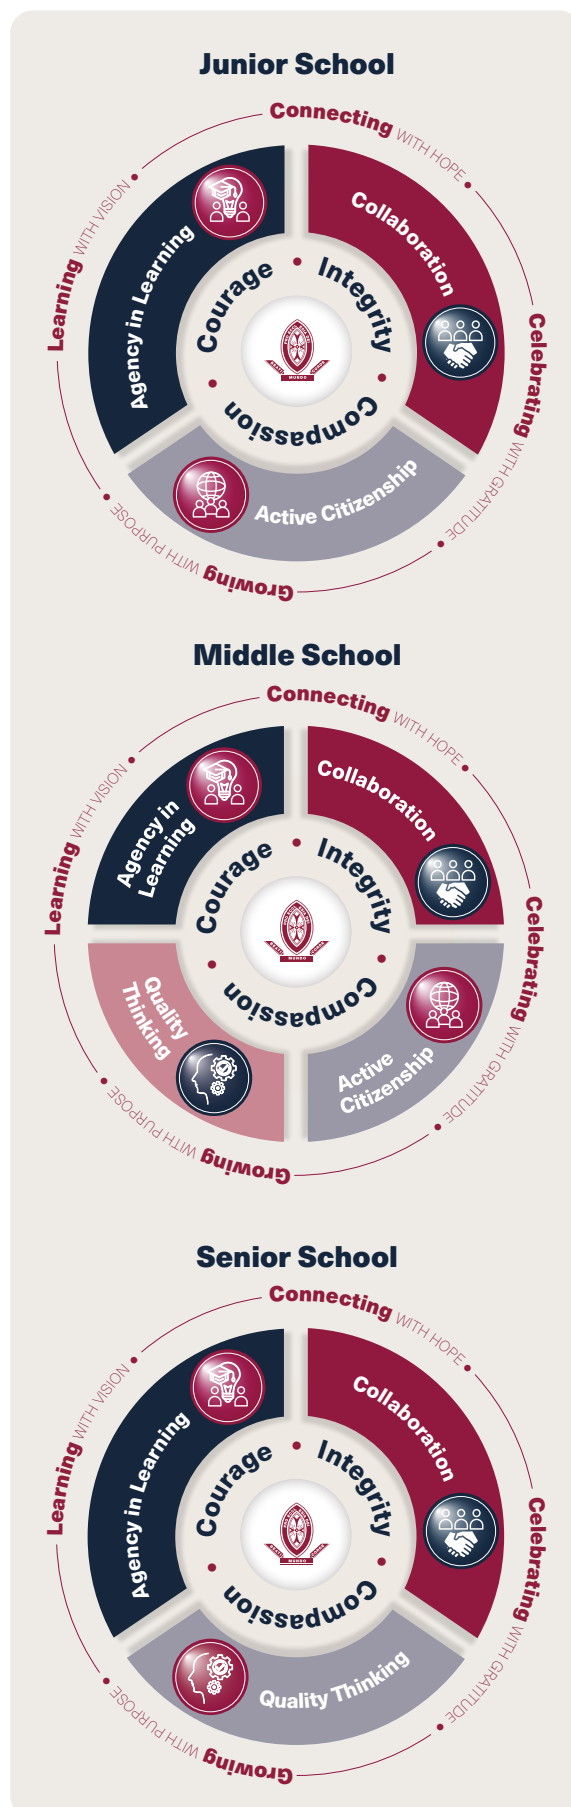 Junior School
Connecting WITH HOPE
Celebrating WITH GRATITUDE
Growing WITH PURPOSE
Learning WITH VISION
Agency in Learning
Collaboration
Active Citizenship
Courage
Integrity
Compassion
MUNDO
Middle School
Connecting WITH HOPE
Celebrating WITH GRATITUDE
Growing WITH PURPOSE
Learning WITH VISION
Agency in
Learning
Collaboration
Quality
Thinking
Active
Citizenship
Courage
Integrity
Compassion
MUNDO
Senior School
Connecting WITH HOPE
Celebrating WITH GRATITUDE
Growing WITH PURPOSE
Learning WITH VISION
Agency in Learning
Collaboration
Quality Thinking
Courage
Integrity
Compassion
MUNDO